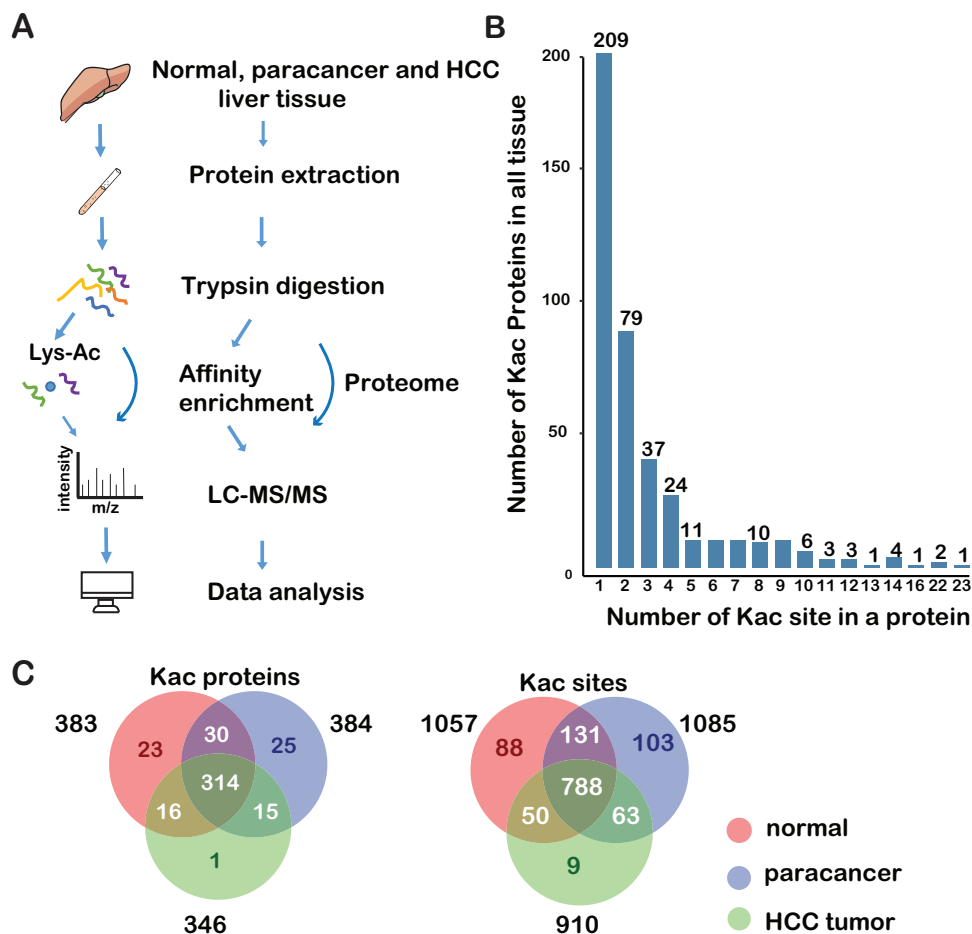 A
Normal, paracancer and HCC
liver tissue
Protein extraction
Trypsin digestion
Lys-Ac
Affinity
enrichment
Proteome
intensity
m/z
LC-MS/MS
Data analysis
B
Number of Kac Proteins in all tissue
200
150
100
50
0
209
79
37
24
11
10
6
3
3
1
4
1
2
1
1 2 3 4 5 6 7 8 9 10 11 12 13 14 16 22 23
Number of Kac site in a protein
C
Kac proteins
383
384
23
30
25
314
16
15
1
346
Kac sites
1057
1085
88
131
103
788
50
63
9
910
normal
paracancer
HCC tumor